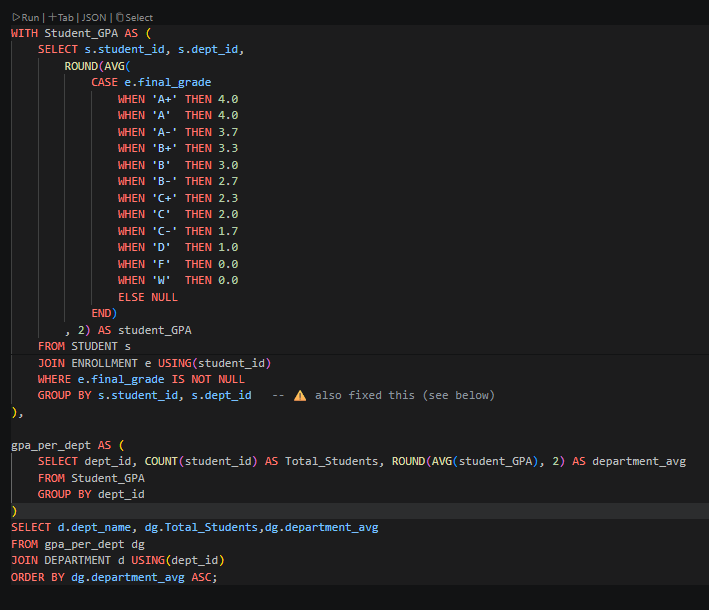 ▷Run | +Tab | JSON | Select
WITH Student_GPA AS (
    SELECT s.student_id, s.dept_id,
        ROUND(AVG(
            CASE e.final_grade
                WHEN 'A+' THEN 4.0
                WHEN 'A'  THEN 4.0
                WHEN 'A-' THEN 3.7
                WHEN 'B+' THEN 3.3
                WHEN 'B'  THEN 3.0
                WHEN 'B-' THEN 2.7
                WHEN 'C+' THEN 2.3
                WHEN 'C'  THEN 2.0
                WHEN 'C-' THEN 1.7
                WHEN 'D'  THEN 1.0
                WHEN 'F'  THEN 0.0
                WHEN 'W'  THEN 0.0
                ELSE NULL
            END)
        , 2) AS student_GPA
    FROM STUDENT s
    JOIN ENROLLMENT e USING(student_id)
    WHERE e.final_grade IS NOT NULL
    GROUP BY s.student_id, s.dept_id   -- ⚠️ also fixed this (see below)
),
gpa_per_dept AS (
    SELECT dept_id, COUNT(student_id) AS Total_Students, ROUND(AVG(student_GPA), 2) AS department_avg
    FROM Student_GPA
    GROUP BY dept_id
)
SELECT d.dept_name, dg.Total_Students,dg.department_avg
FROM gpa_per_dept dg
JOIN DEPARTMENT d USING(dept_id)
ORDER BY dg.department_avg ASC;